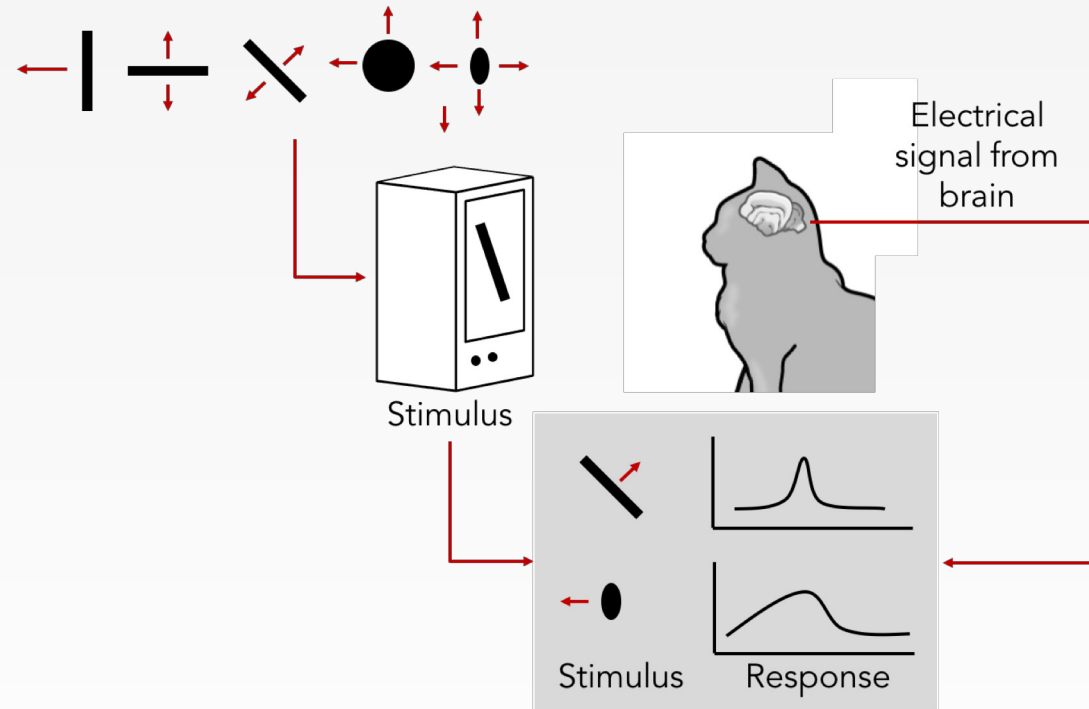 Electrical
signal from
brain
Stimulus
Stimulus
Response